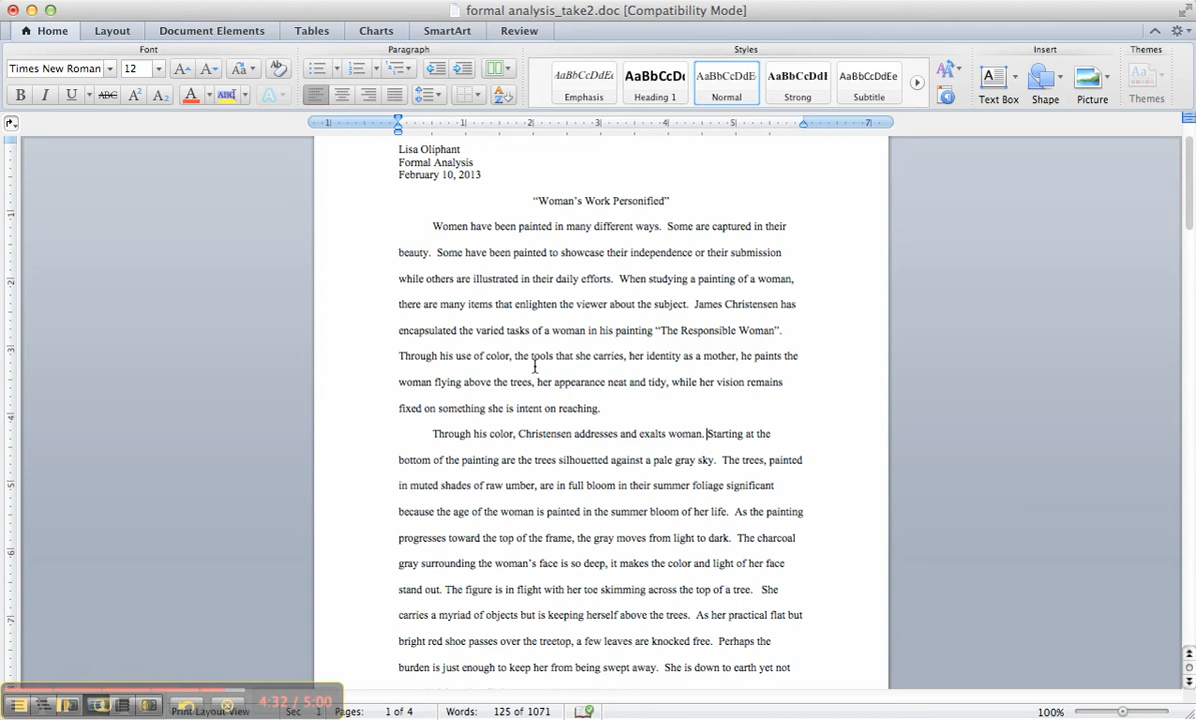 formal analysis_take2.doc [Compatibility Mode]
Home Layout Document Elements Tables Charts SmartArt Review
Font Paragraph Styles Insert Themes
Times New Roman 12
AaBbCcDdE AaBbCcD AaBbCcDdE AaBbCcDdI AaBbCcDdEe
Emphasis Heading 1 Normal Strong Subtitle
Text Box Shape Picture Themes
Lisa Oliphant
Formal Analysis
February 10, 2013
“Woman’s Work Personified”
Women have been painted in many different ways.  Some are captured in their
beauty.  Some have been painted to showcase their independence or their submission
while others are illustrated in their daily efforts.  When studying a painting of a woman,
there are many items that enlighten the viewer about the subject.  James Christensen has
encapsulated the varied tasks of a woman in his painting “The Responsible Woman”.
Through his use of color, the tools that she carries, her identity as a mother, he paints the
woman flying above the trees, her appearance neat and tidy, while her vision remains
fixed on something she is intent on reaching.
Through his color, Christensen addresses and exalts woman. Starting at the
bottom of the painting are the trees silhouetted against a pale gray sky.  The trees, painted
in muted shades of raw umber, are in full bloom in their summer foliage significant
because the age of the woman is painted in the summer bloom of her life.  As the painting
progresses toward the top of the frame, the gray moves from light to dark.  The charcoal
gray surrounding the woman’s face is so deep, it makes the color and light of her face
stand out. The figure is in flight with her toe skimming across the top of a tree.   She
carries a myriad of objects but is keeping herself above the trees.  As her practical flat but
bright red shoe passes over the treetop, a few leaves are knocked free.  Perhaps the
burden is just enough to keep her from being swept away.  She is down to earth yet not
4:32 / 5:00
Print Layout View Sec 1 Pages: 1 of 4 Words: 125 of 1071 100%